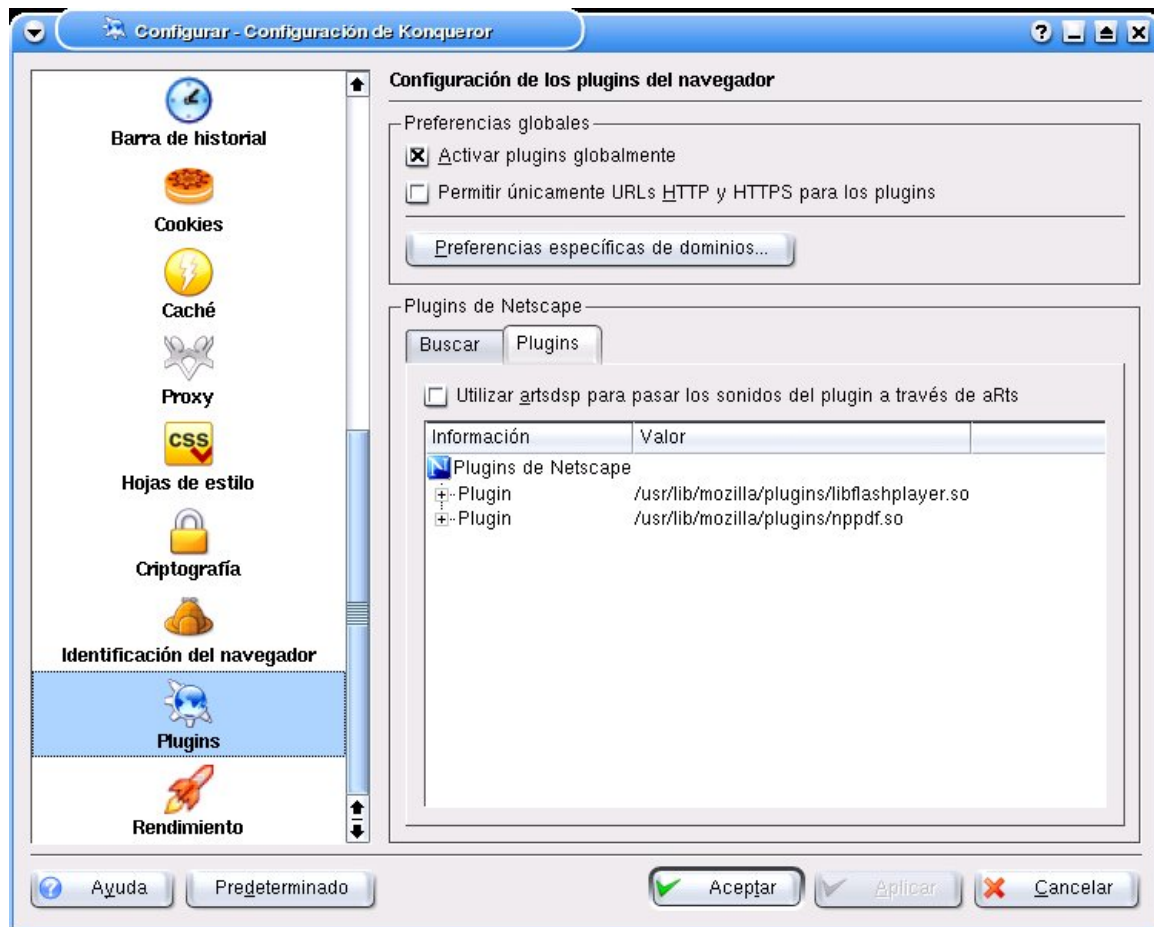 Configurar - Configuración de Konqueror
Barra de historial
Cookies
Caché
Proxy
CSS
Hojas de estilo
Criptografía
Identificación del navegador
Plugins
Rendimiento
Configuración de los plugins del navegador
Preferencias globales
Activar plugins globalmente
Permitir únicamente URLs HTTP y HTTPS para los plugins
Preferencias específicas de dominios...
Plugins de Netscape
Buscar Plugins
Utilizar artsdsp para pasar los sonidos del plugin a través de aRts
Información Valor
Plugins de Netscape
Plugin /usr/lib/mozilla/plugins/libflashplayer.so
Plugin /usr/lib/mozilla/plugins/nppdf.so
Ayuda Predeterminado Aceptar Aplicar Cancelar